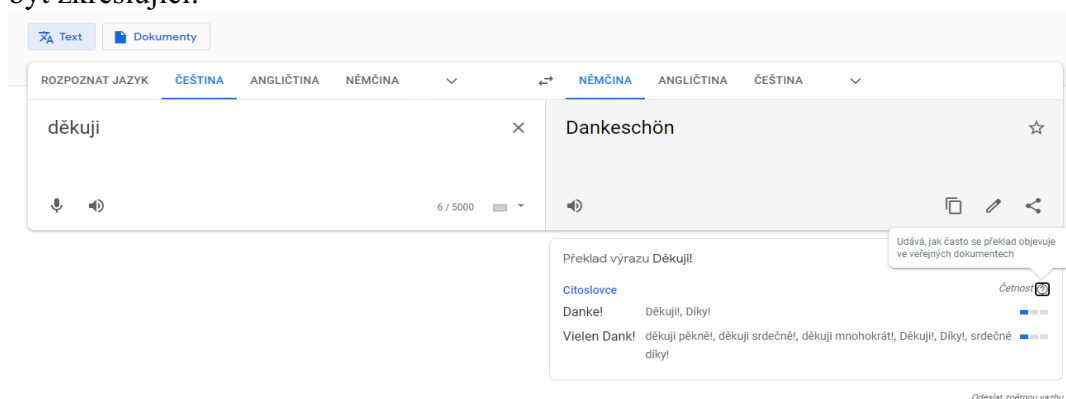 být zkreslující.
Text Dokumenty
ROZPOZNAT JAZYK ČEŠTINA ANGLIČTINA NĚMČINA NĚMČINA ANGLIČTINA ČEŠTINA
děkuji Dankeschön
6 / 5000
Udává, jak často se překlad objevuje
ve veřejných dokumentech
Překlad výrazu Děkuji!
Citoslovce Četnost
Danke! Děkuji!, Díky!
Vielen Dank! děkuji pěkně!, děkuji srdečně!, děkuji mnohokrát!, Děkuji!, Díky!, srdečné
díky!
Odeslat zpětnou vazbu